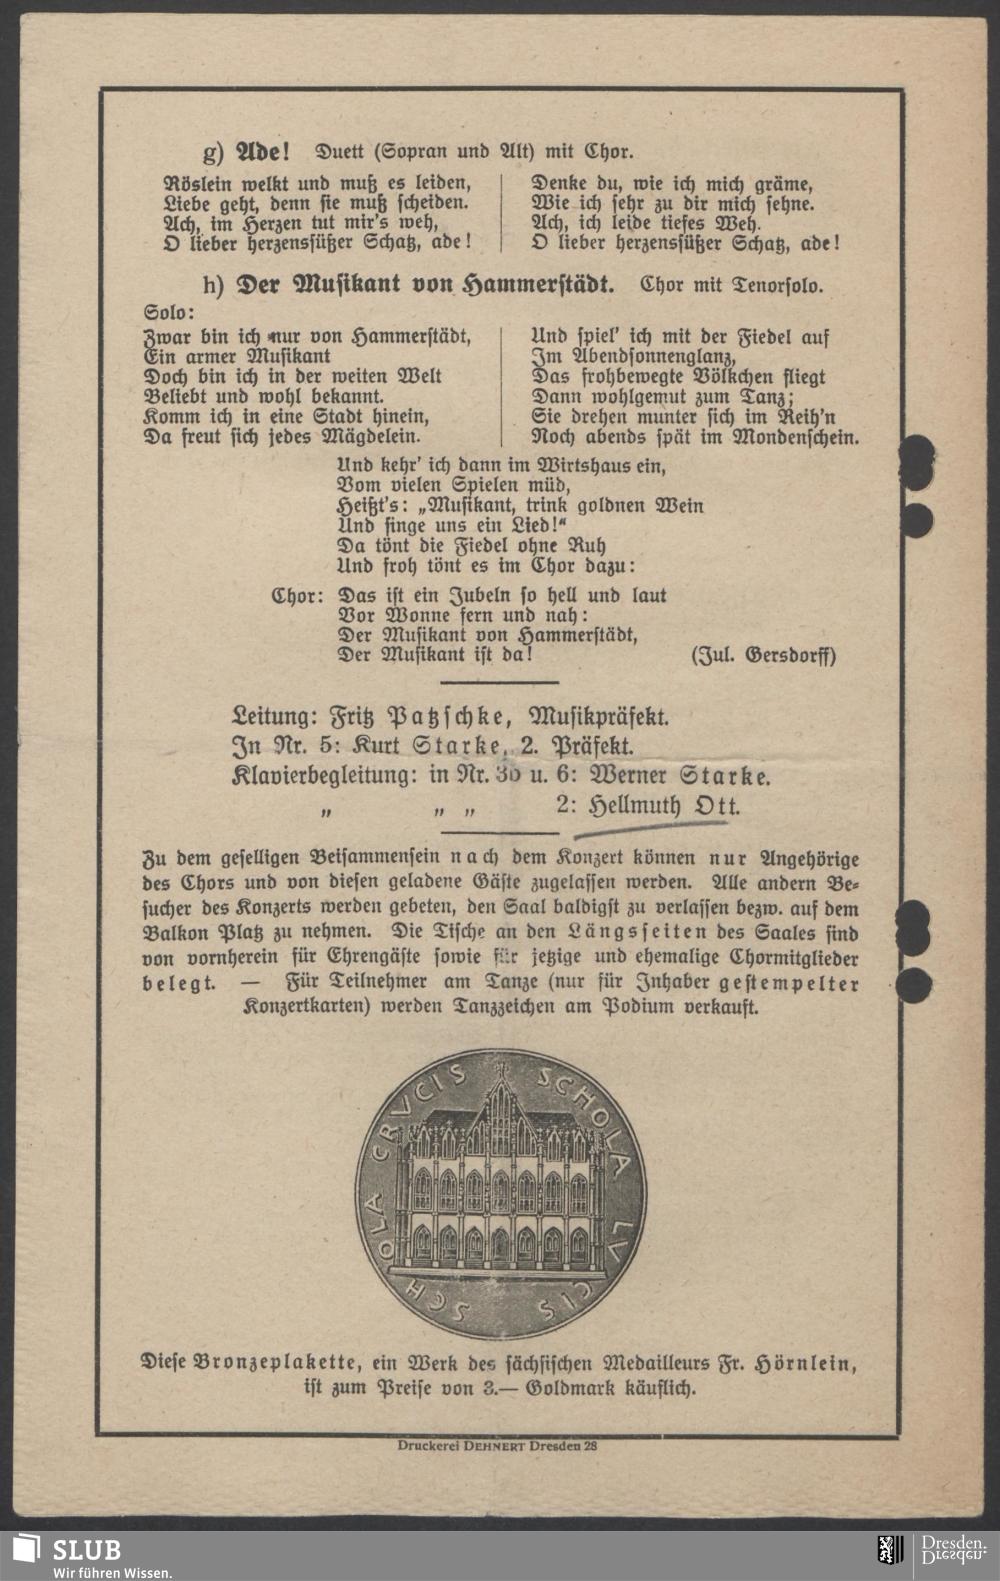 g) Ade! Duett (Sopran und Alt) mit Chor.
Röslein welkt und muß es leiden,
Liebe geht, denn sie muß scheiden.
Ach, im Herzen tut mir's weh,
O lieber herzenssüßer Schatz, ade!
Denke du, wie ich mich gräme,
Wie ich sehr zu dir mich sehne.
Ach, ich leide tiefes Weh.
O lieber herzenssüßer Schatz, ade!
h) Der Musikant von Hammerstädt. Chor mit Tenorsolo.
Solo:
Zwar bin ich nur von Hammerstädt,
Ein armer Musikant
Doch bin ich in der weiten Welt
Beliebt und wohl bekannt.
Komm ich in eine Stadt hinein,
Da freut sich jedes Mägdelein.
Und spiel' ich mit der Fiedel auf
Im Abendsonnenglanz,
Das frohbewegte Völkchen fliegt
Dann wohlgemut zum Tanz;
Sie drehen munter sich im Reih'n
Noch abends spät im Mondenschein.
Und kehr' ich dann im Wirtshaus ein,
Vom vielen Spielen müd,
Heißt's: „Musikant, trink goldnen Wein
Und singe uns ein Lied!“
Da tönt die Fiedel ohne Ruh
Und froh tönt es im Chor dazu:
Chor: Das ist ein Jubeln so hell und laut
Vor Wonne fern und nah:
Der Musikant von Hammerstädt,
Der Musikant ist da! (Jul. Gersdorff)
Leitung: Fritz Patzschke, Musikpräfekt.
In Nr. 5: Kurt Starke, 2. Präfekt.
Klavierbegleitung: in Nr. 3b u. 6: Werner Starke.
„ „ „ 2: Hellmuth Ott.
Zu dem geselligen Beisammensein nach dem Konzert können nur Angehörige
des Chors und von diesen geladene Gäste zugelassen werden. Alle andern Be-
sucher des Konzerts werden gebeten, den Saal baldigst zu verlassen bezw. auf dem
Balkon Platz zu nehmen. Die Tische an den Längsseiten des Saales sind
von vornherein für Ehrengäste sowie für jetzige und ehemalige Chormitglieder
belegt. — Für Teilnehmer am Tanze (nur für Inhaber gestempelter
Konzertkarten) werden Tanzzeichen am Podium verkauft.
SCHOLA CRVCIS SCHOLA LVCIS
Diese Bronzeplakette, ein Werk des sächsischen Medailleurs Fr. Hörnlein,
ist zum Preise von 3.— Goldmark käuflich.
Druckerei DEHNERT Dresden 28
SLUB
Wir führen Wissen.
Dresden.
Dresden.